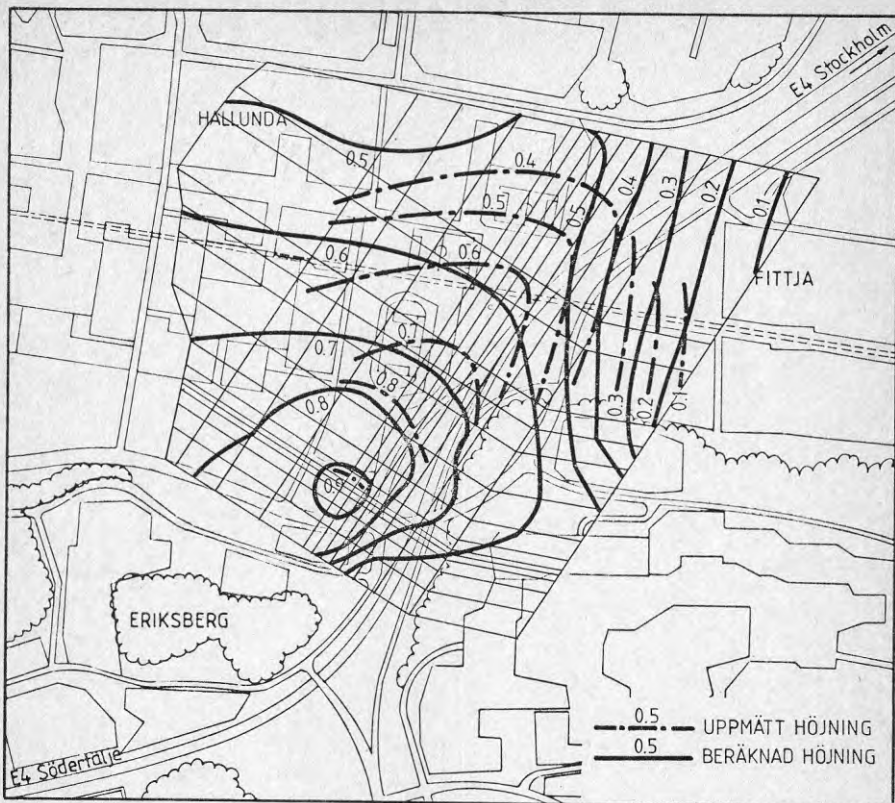 E4 Stockholm
HALLUNDA
0.5
0.4
0.5
0.5
0.4
0.3
0.2
0.1
0.6
0.6
FITTJA
0.7
0.7
0.8
0.8
0.3
0.2
0.1
0.9
ERIKSBERG
0.5
UPPMÄTT HÖJNING
0.5
BERÄKNAD HÖJNING
E4 Södertälje